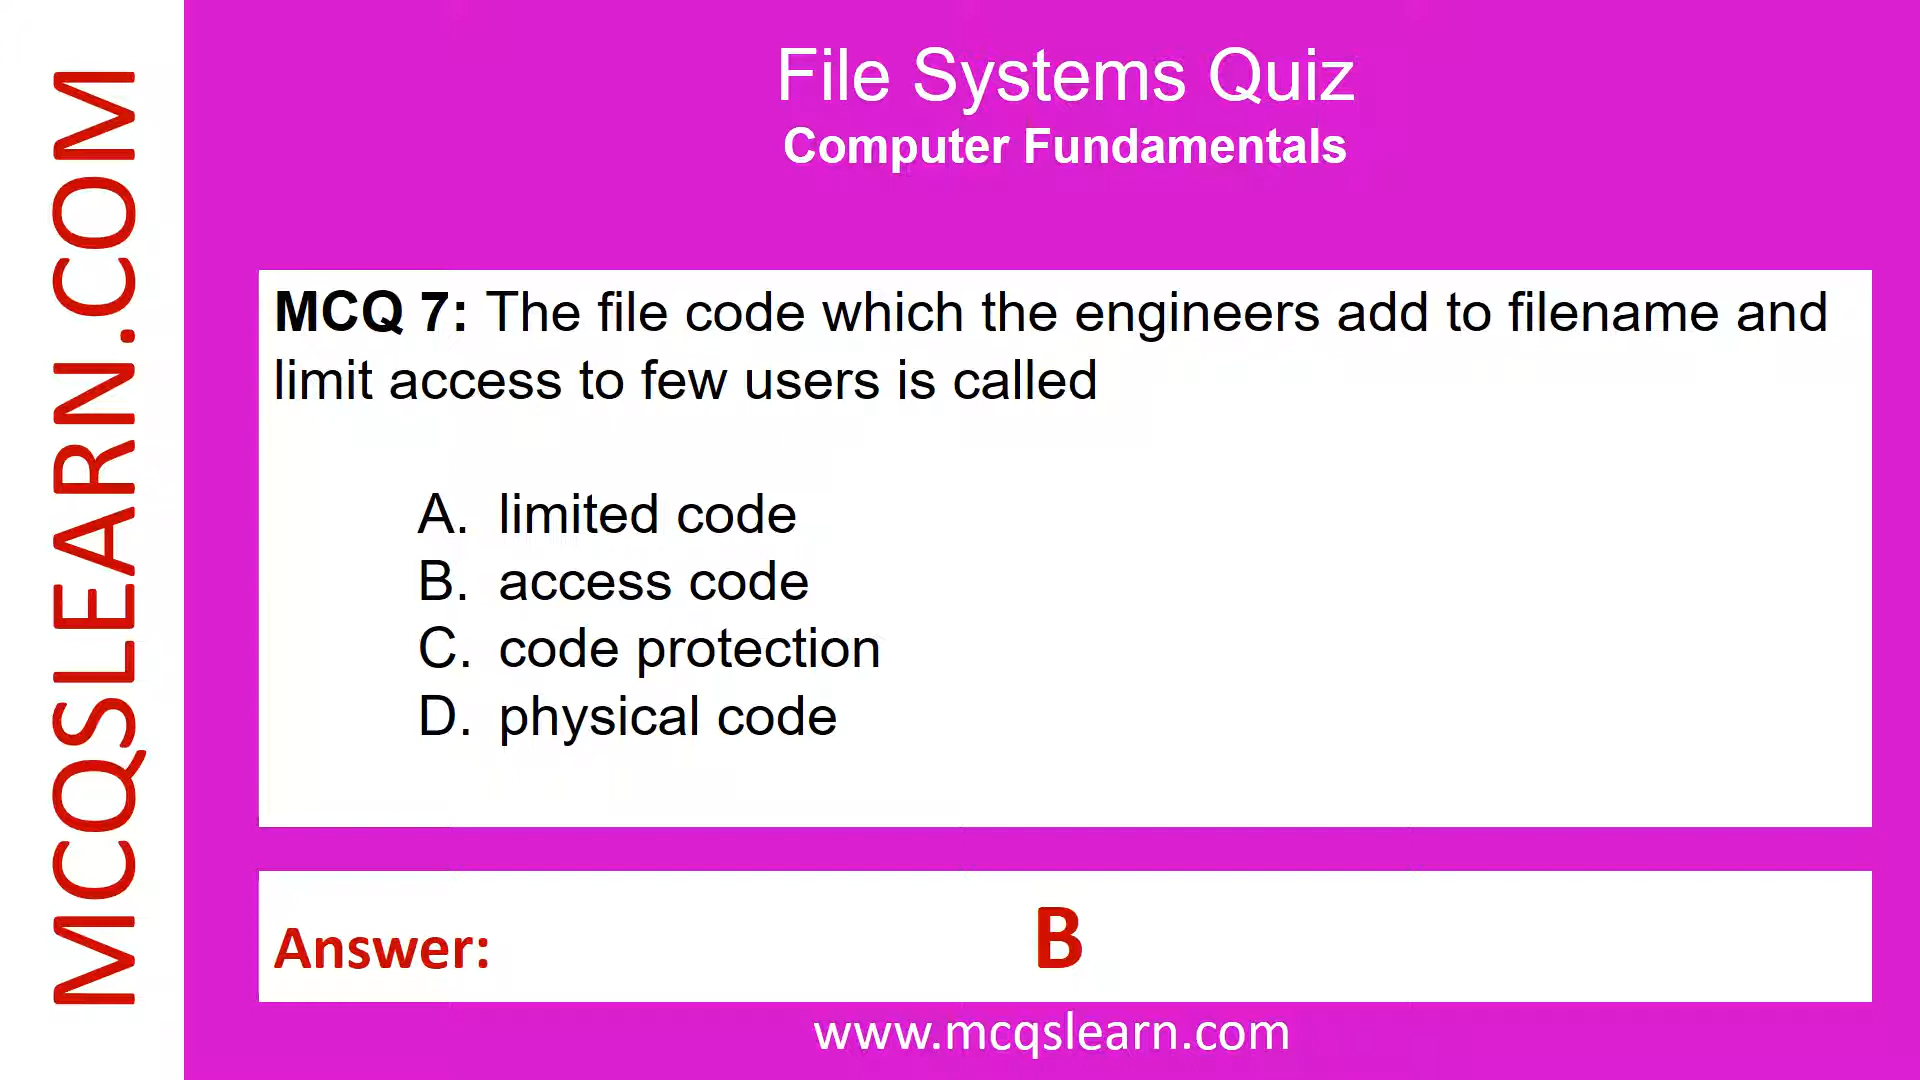 MCQSLEARN.COM
File Systems Quiz
Computer Fundamentals
MCQ 7: The file code which the engineers add to filename and
limit access to few users is called
A. limited code
B. access code
C. code protection
D. physical code
Answer: B
www.mcqslearn.com